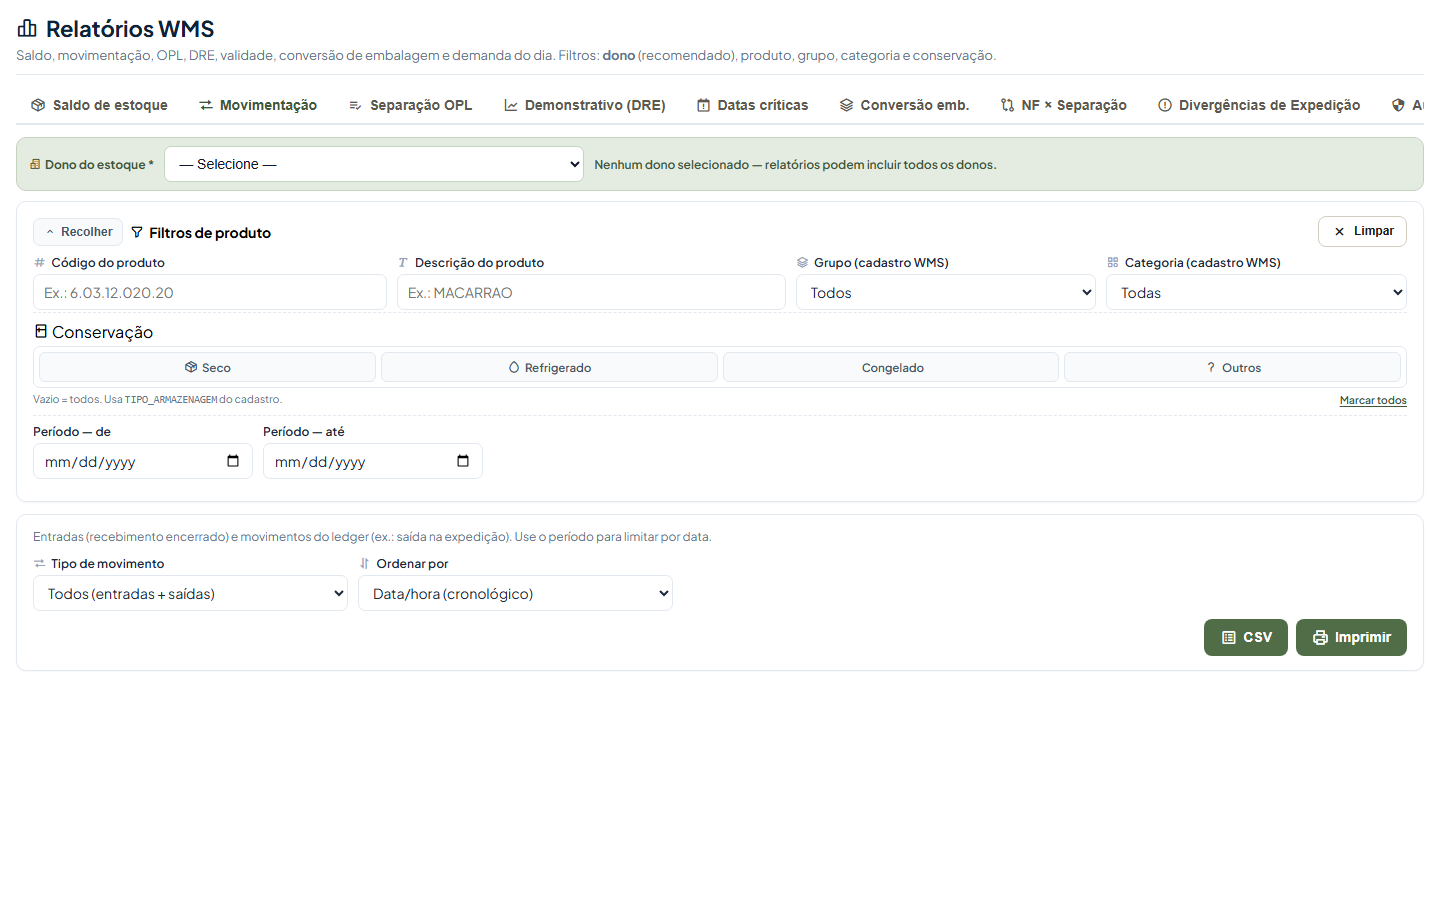 Relatórios WMS
Saldo, movimentação, OPL, DRE, validade, conversão de embalagem e demanda do dia. Filtros: dono (recomendado), produto, grupo, categoria e conservação.
Saldo de estoque
Movimentação
Separação OPL
Demonstrativo (DRE)
Datas críticas
Conversão emb.
NF × Separação
Divergências de Expedição
Dono do estoque *
— Selecione —
Nenhum dono selecionado — relatórios podem incluir todos os donos.
Recolher
Filtros de produto
Limpar
Código do produto
Descrição do produto
Grupo (cadastro WMS)
Categoria (cadastro WMS)
Ex.: 6.03.12.020.20
Ex.: MACARRAO
Todos
Todas
Conservação
Seco
Refrigerado
Congelado
? Outros
Vazio = todos. Usa TIPO_ARMAZENAGEM do cadastro.
Marcar todos
Período — de
Período — até
mm/dd/yyyy
mm/dd/yyyy
Entradas (recebimento encerrado) e movimentos do ledger (ex.: saída na expedição). Use o período para limitar por data.
Tipo de movimento
Ordenar por
Todos (entradas + saídas)
Data/hora (cronológico)
CSV
Imprimir